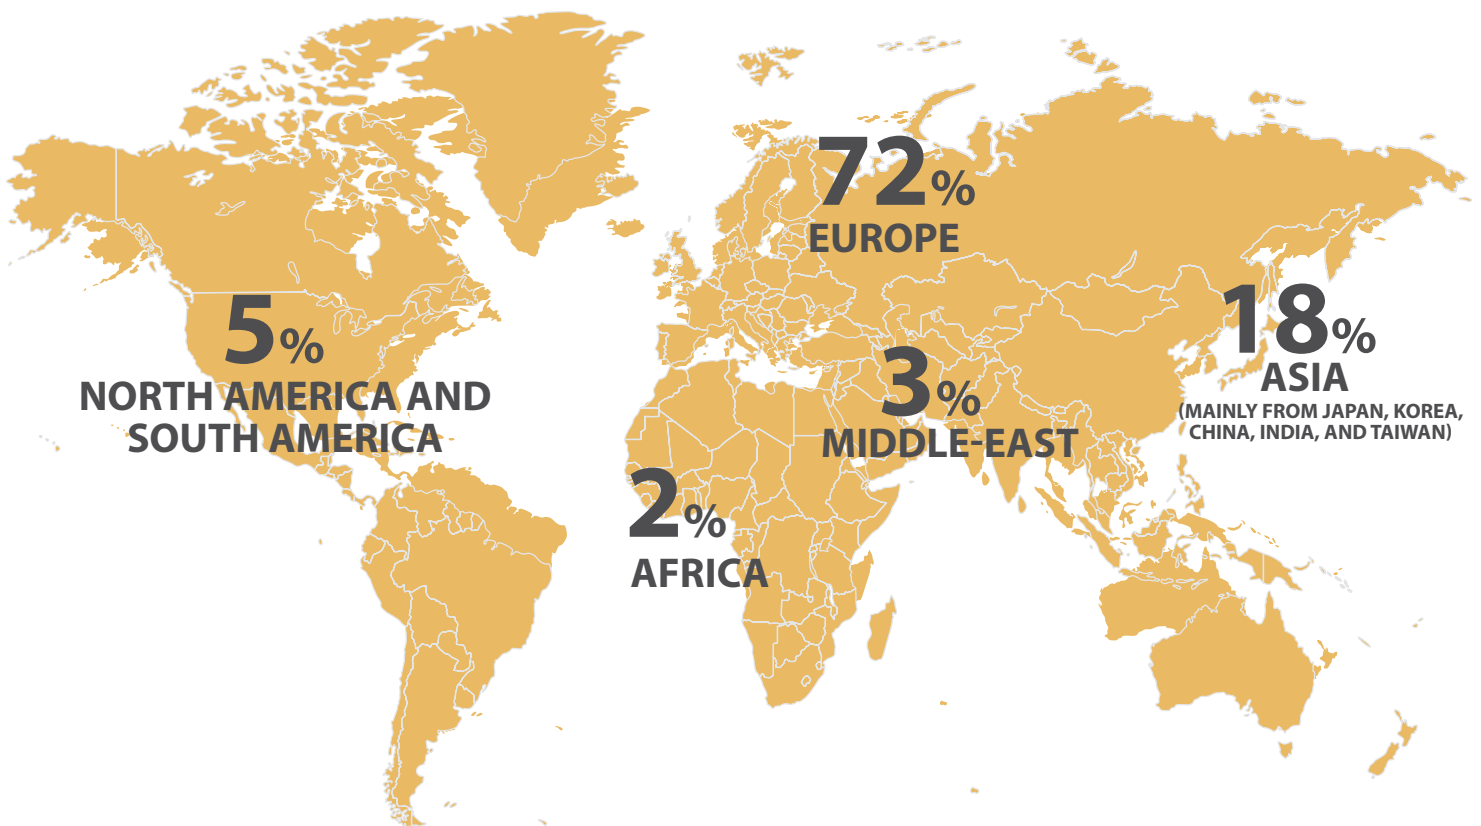 72%
EUROPE
5%
NORTH AMERICA AND
SOUTH AMERICA
18%
ASIA
(MAINLY FROM JAPAN, KOREA,
CHINA, INDIA, AND TAIWAN)
3%
MIDDLE-EAST
2%
AFRICA